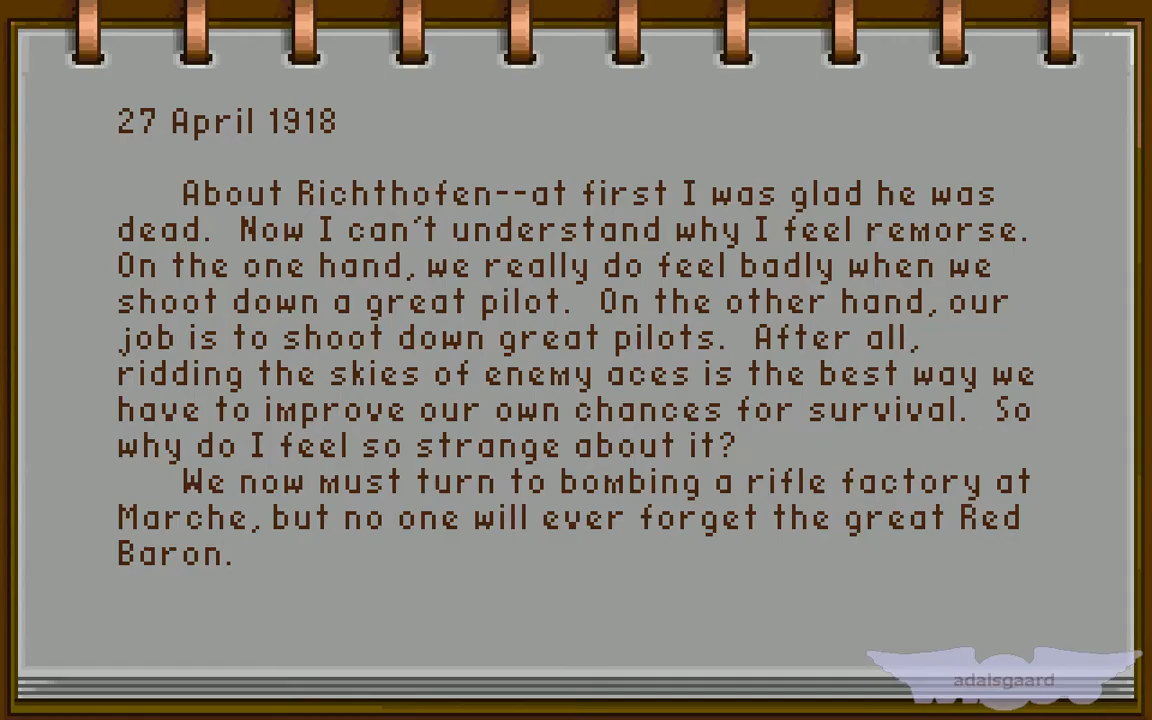 27 April 1918
About Richthofen--at first I was glad he was
dead.  Now I can't understand why I feel remorse.
On the one hand, we really do feel badly when we
shoot down a great pilot.  On the other hand, our
job is to shoot down great pilots.  After all,
ridding the skies of enemy aces is the best way we
have to improve our own chances for survival.  So
why do I feel so strange about it?
We now must turn to bombing a rifle factory at
Marche, but no one will ever forget the great Red
Baron.
adalsgaard